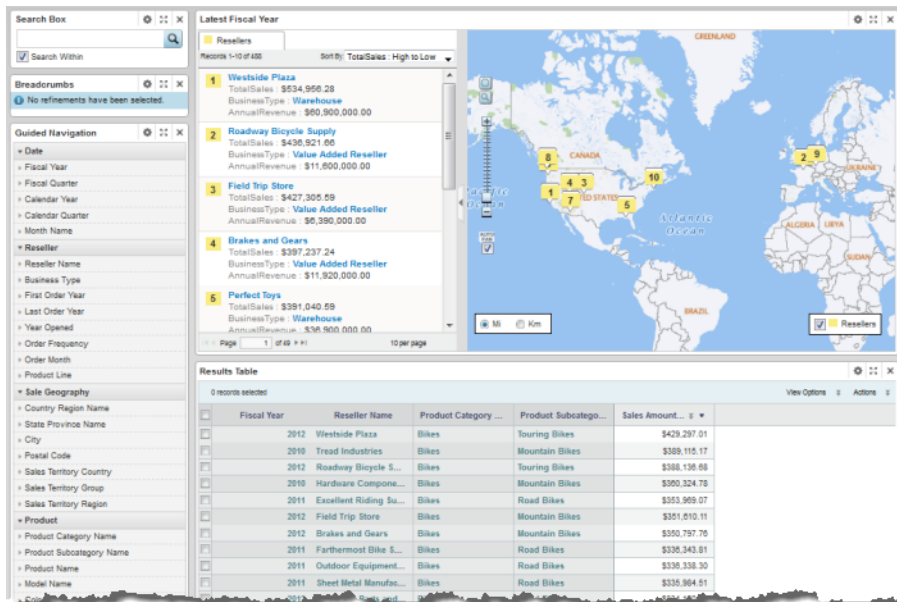 Search Box
Search Within
Breadcrumbs
No refinements have been selected.
Guided Navigation
Date
Fiscal Year
Fiscal Quarter
Calendar Year
Calendar Quarter
Month Name
Reseller
Reseller Name
Business Type
First Order Year
Last Order Year
Year Opened
Order Frequency
Order Month
Product Line
Sale Geography
Country Region Name
State Province Name
City
Postal Code
Sales Territory Country
Sales Territory Group
Sales Territory Region
Product
Product Category Name
Product Subcategory Name
Product Name
Model Name
Latest Fiscal Year
Resellers
Sort By TotalSales : High to Low
1 Westside Plaza
TotalSales : $534,956.28
BusinessType : Warehouse
AnnualRevenue : $60,900,000.00
2 Roadway Bicycle Supply
TotalSales : $436,921.66
BusinessType : Value Added Reseller
AnnualRevenue : $11,600,000.00
3 Field Trip Store
TotalSales : $427,305.59
BusinessType : Value Added Reseller
AnnualRevenue : $6,390,000.00
4 Brakes and Gears
TotalSales : $397,237.24
BusinessType : Value Added Reseller
AnnualRevenue : $11,920,000.00
5 Perfect Toys
TotalSales : $391,040.59
BusinessType : Warehouse
AnnualRevenue : $36,900,000.00
Page 1 of 49 10 per page
GREENLAND
CANADA
UNITED STATES
Atlantic
Ocean
Ocean
UKRAINE
ALGERIA LIBYA
SUDAN
BRAZIL
8
4 3
1
7
5
10
2 9
AUTO
Mi Km
Resellers
Results Table
0 records selected View Options Actions
Fiscal Year Reseller Name Product Category ... Product Subcatego... Sales Amount...
2012 Westside Plaza Bikes Touring Bikes $429,297.01
2010 Tread Industries Bikes Mountain Bikes $389,115.17
2012 Roadway Bicycle S... Bikes Touring Bikes $388,136.68
2010 Hardware Compone... Bikes Mountain Bikes $360,324.78
2011 Excellent Riding Su... Bikes Road Bikes $353,969.07
2012 Field Trip Store Bikes Mountain Bikes $351,610.11
2012 Brakes and Gears Bikes Mountain Bikes $350,797.76
2011 Farthermost Bike S... Bikes Road Bikes $336,343.81
2011 Outdoor Equipment... Bikes Road Bikes $336,338.30
2011 Sheet Metal Manufac... Bikes Road Bikes $335,984.51